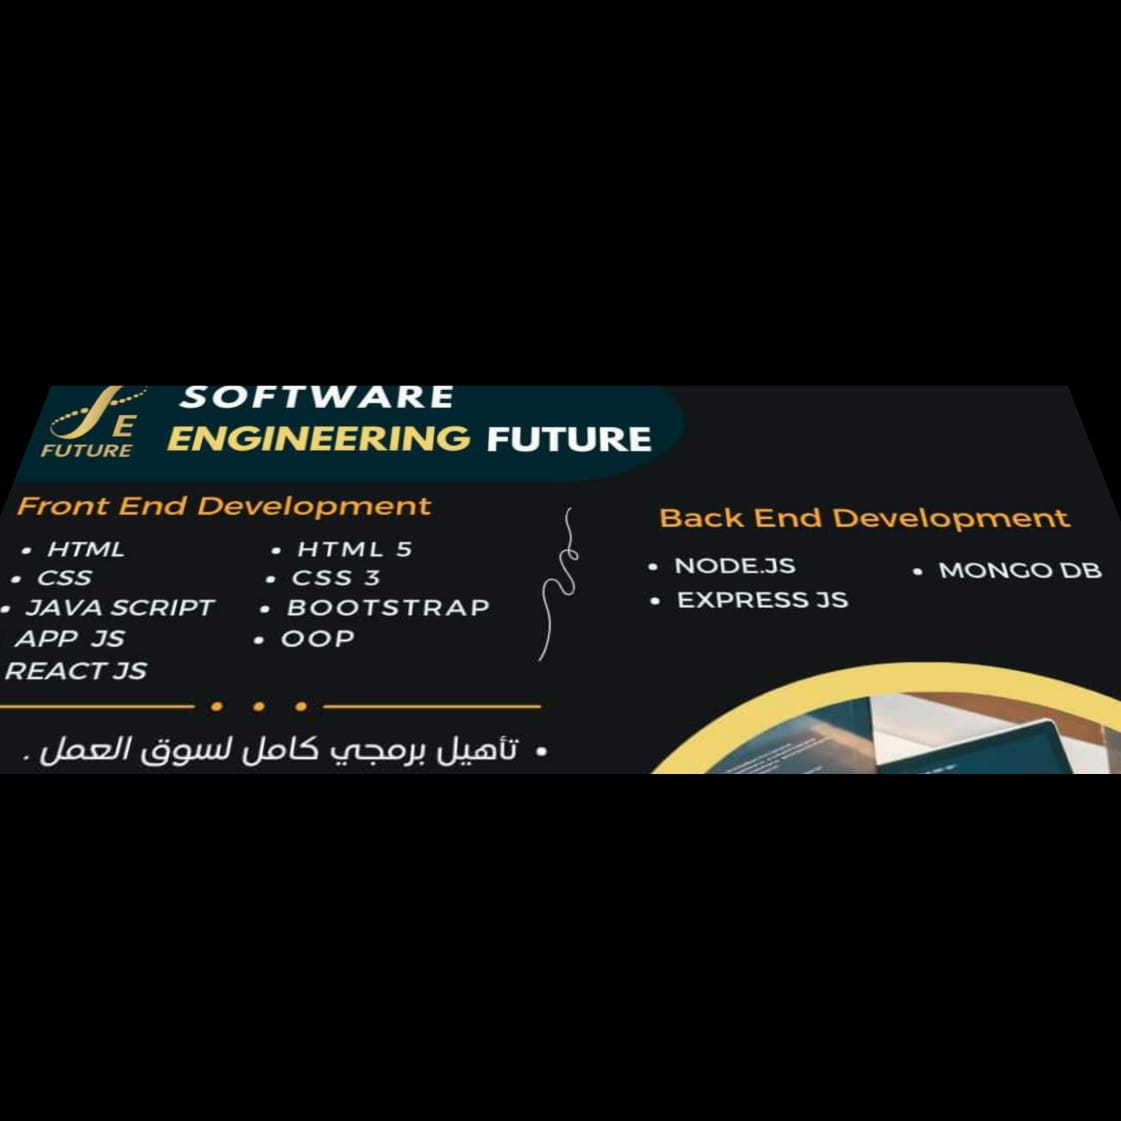 SOFTWARE
ENGINEERING FUTURE
E
FUTURE
Front End Development
• HTML
• CSS
• JAVA SCRIPT
APP JS
REACT JS
• HTML 5
• CSS 3
• BOOTSTRAP
• OOP
• تأهيل برمجي كامل لسوق العمل .
Back End Development
• NODE.JS
• EXPRESS JS
• MONGO DB